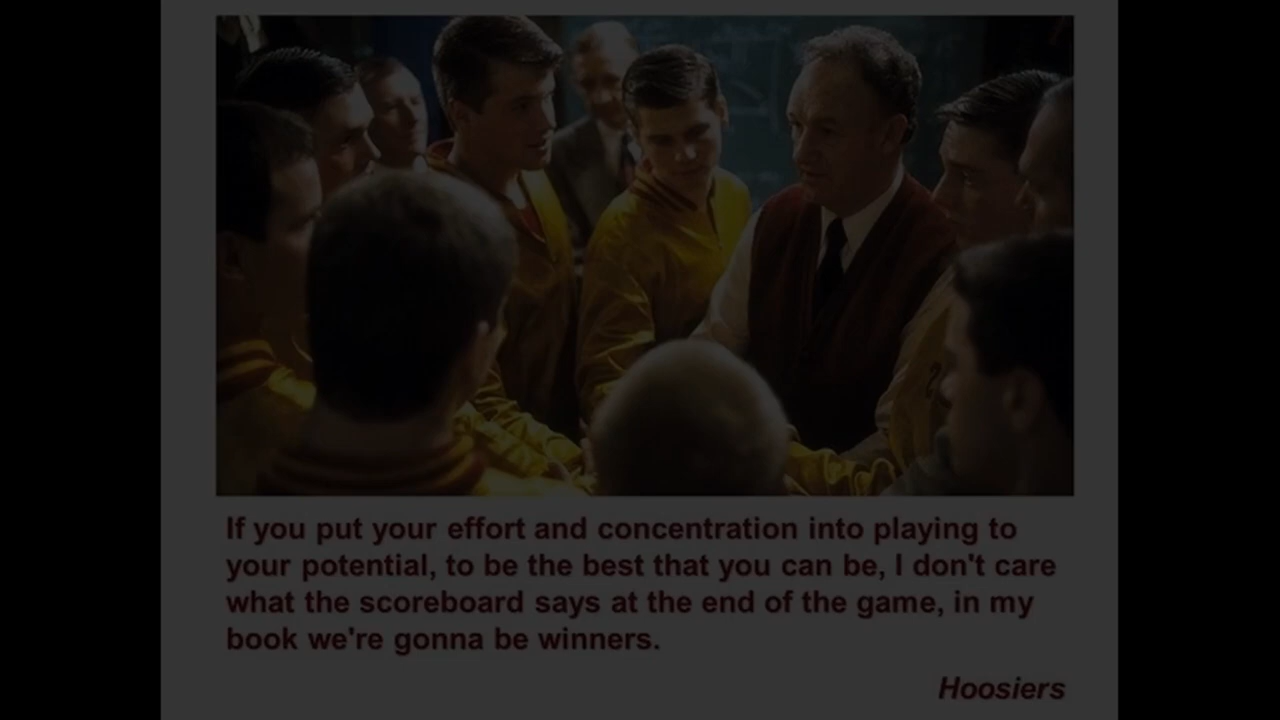 If you put your effort and concentration into playing to
your potential, to be the best that you can be, I don't care
what the scoreboard says at the end of the game, in my
book we're gonna be winners.
Hoosiers